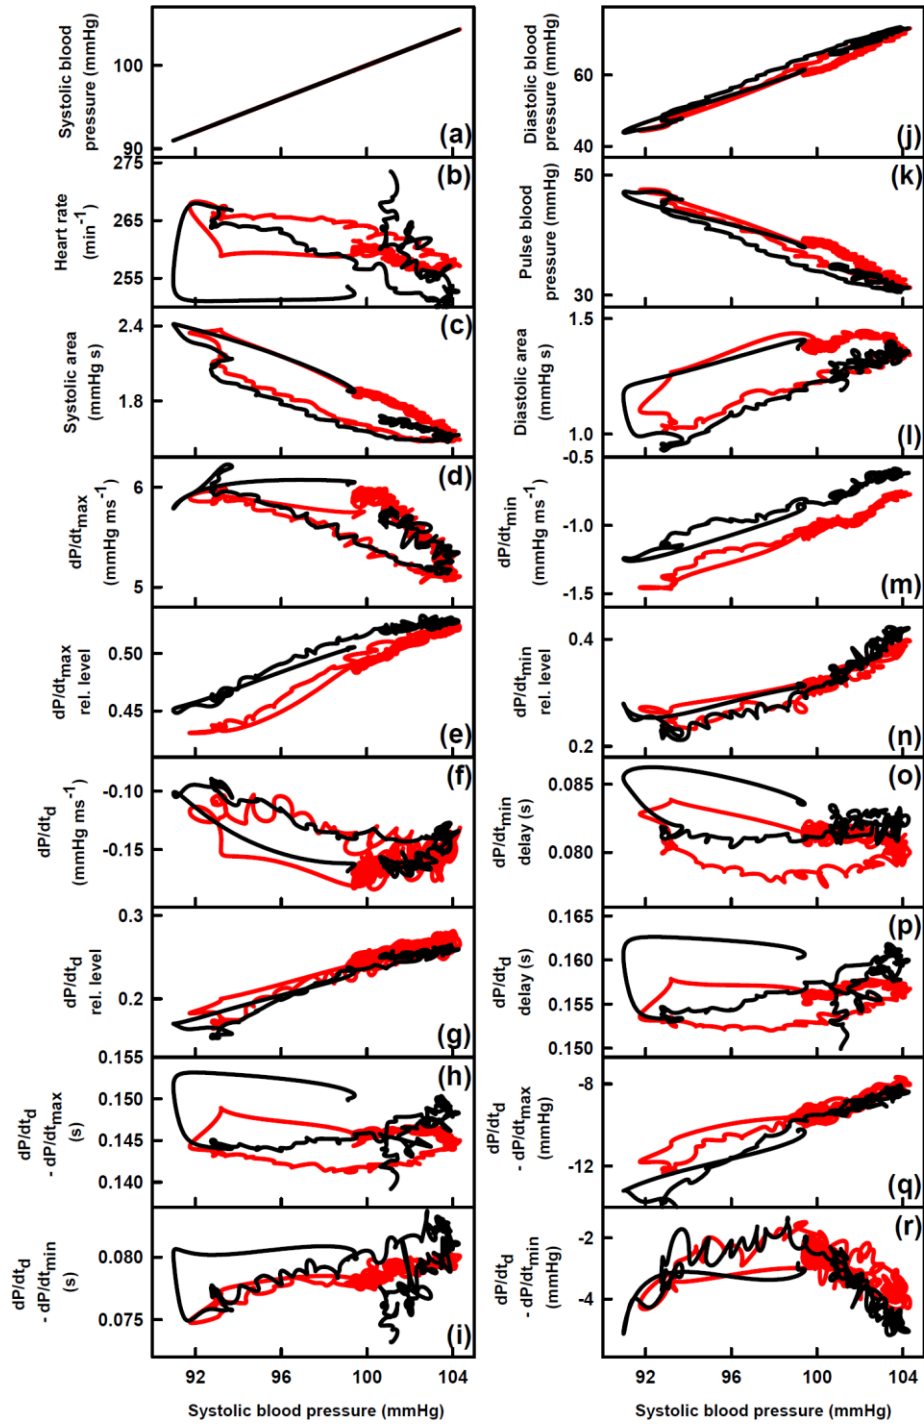 Systolic blood
pressure (mmHg)
100
90
(a)
Heart rate
(min-1)
275
265
255
(b)
Systolic area
(mmHg s)
2.4
1.8
(c)
dP/dtmax
(mmHg ms-1)
6
5
(d)
dP/dtmax
rel. level
0.50
0.45
(e)
dP/dtd
(mmHg ms-1)
-0.10
-0.15
(f)
dP/dtd
rel. level
0.3
0.2
(g)
dP/dtd
- dP/dtmax
(s)
0.155
0.150
0.145
0.140
(h)
dP/dtd
- dP/dtmin
(s)
0.080
0.075
(i)
92 96 100 104
Systolic blood pressure (mmHg)
Diastolic blood
pressure (mmHg)
60
40
(j)
Pulse blood
pressure (mmHg)
50
30
(k)
Diastolic area
(mmHg s)
1.5
1.0
(l)
dP/dtmin
(mmHg ms-1)
-0.5
-1.0
-1.5
(m)
dP/dtmin
rel. level
0.4
0.2
(n)
dP/dtmin
delay (s)
0.085
0.080
(o)
dP/dtd
delay (s)
0.165
0.160
0.155
0.150
(p)
dP/dtd
- dP/dtmax
(mmHg)
-8
-12
(q)
dP/dtd
- dP/dtmin
(mmHg)
-2
-4
(r)
92 96 100 104
Systolic blood pressure (mmHg)